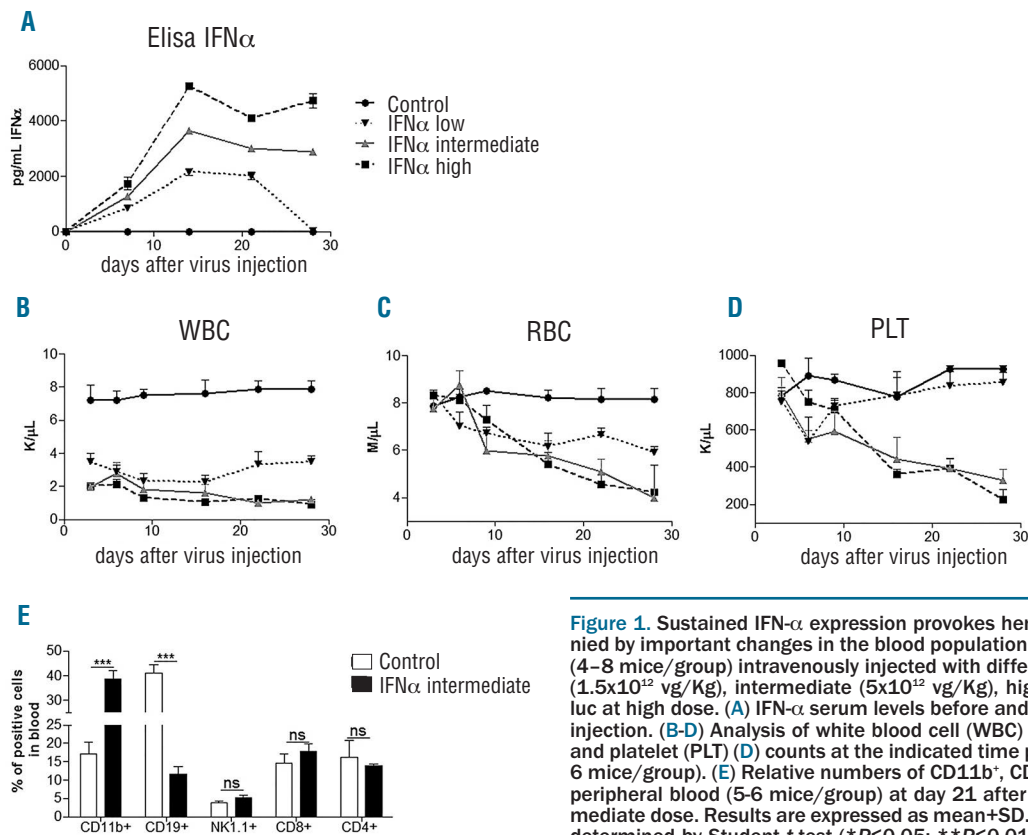 A
Elisa IFNα
pg/mL IFNα
6000
4000
2000
0
0 10 20 30
days after virus injection
Control
IFNα low
IFNα intermediate
IFNα high
B
WBC
K/μL
10
8
6
4
2
0
0 10 20 30
days after virus injection
C
RBC
M/μL
10
8
6
4
0 10 20 30
days after virus injection
D
PLT
K/μL
1000
800
600
400
200
0 10 20 30
days after virus injection
E
% of positive cells
in blood
50
40
30
20
15
10
5
0
*** *** ns ns ns
CD11b+ CD19+ NK1.1+ CD8+ CD4+
Control
IFNα intermediate
Figure 1. Sustained IFN-α expression provokes
nied by important changes in the blood population
(4–8 mice/group) intravenously injected with
(1.5x10¹² vg/Kg), intermediate (5x10¹² vg/Kg),
luc at high dose. (A) IFN-α serum levels before and
injection. (B-D) Analysis of white blood cell (WBC)
and platelet (PLT) (D) counts at the indicated time
6 mice/group). (E) Relative numbers of CD11b⁺,
peripheral blood (5-6 mice/group) at day 21 after
mediate dose. Results are expressed as mean+SD.
determined by Student t test (*P<0.05;